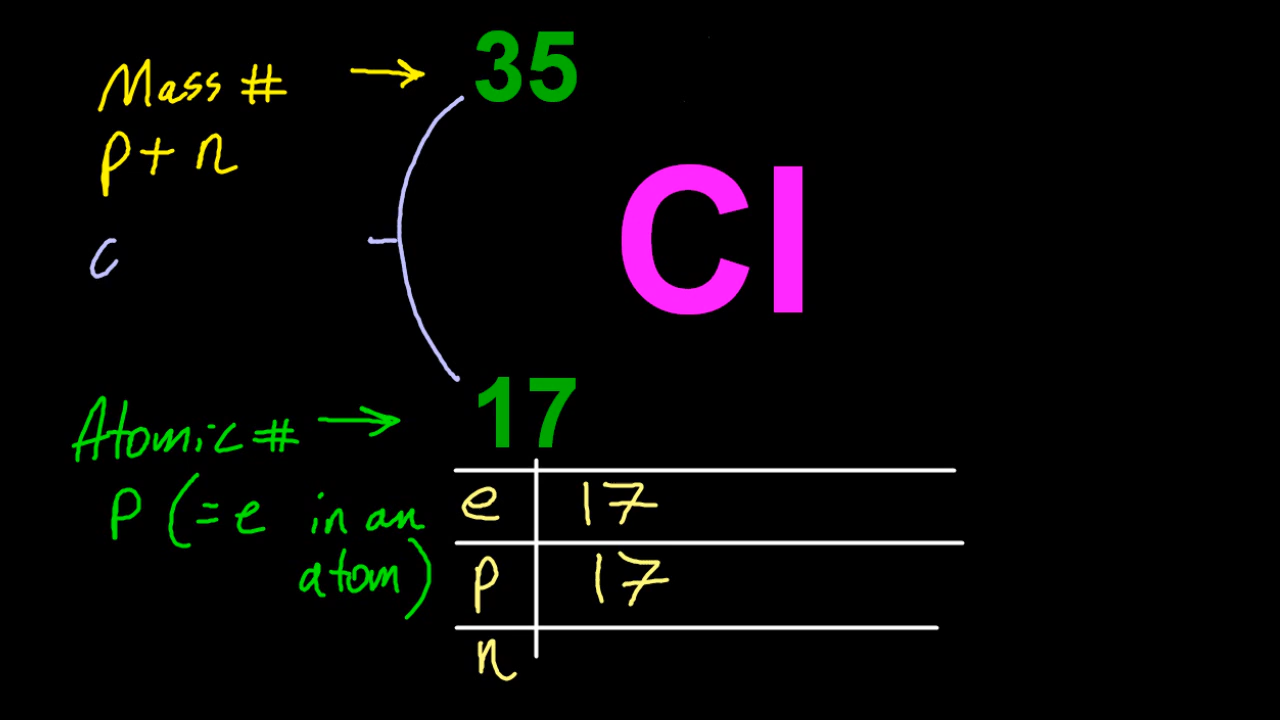 Mass # → 35
p + n
Cl
C
Atomic # → 17
p (= e in an atom)
e 17
p 17
n